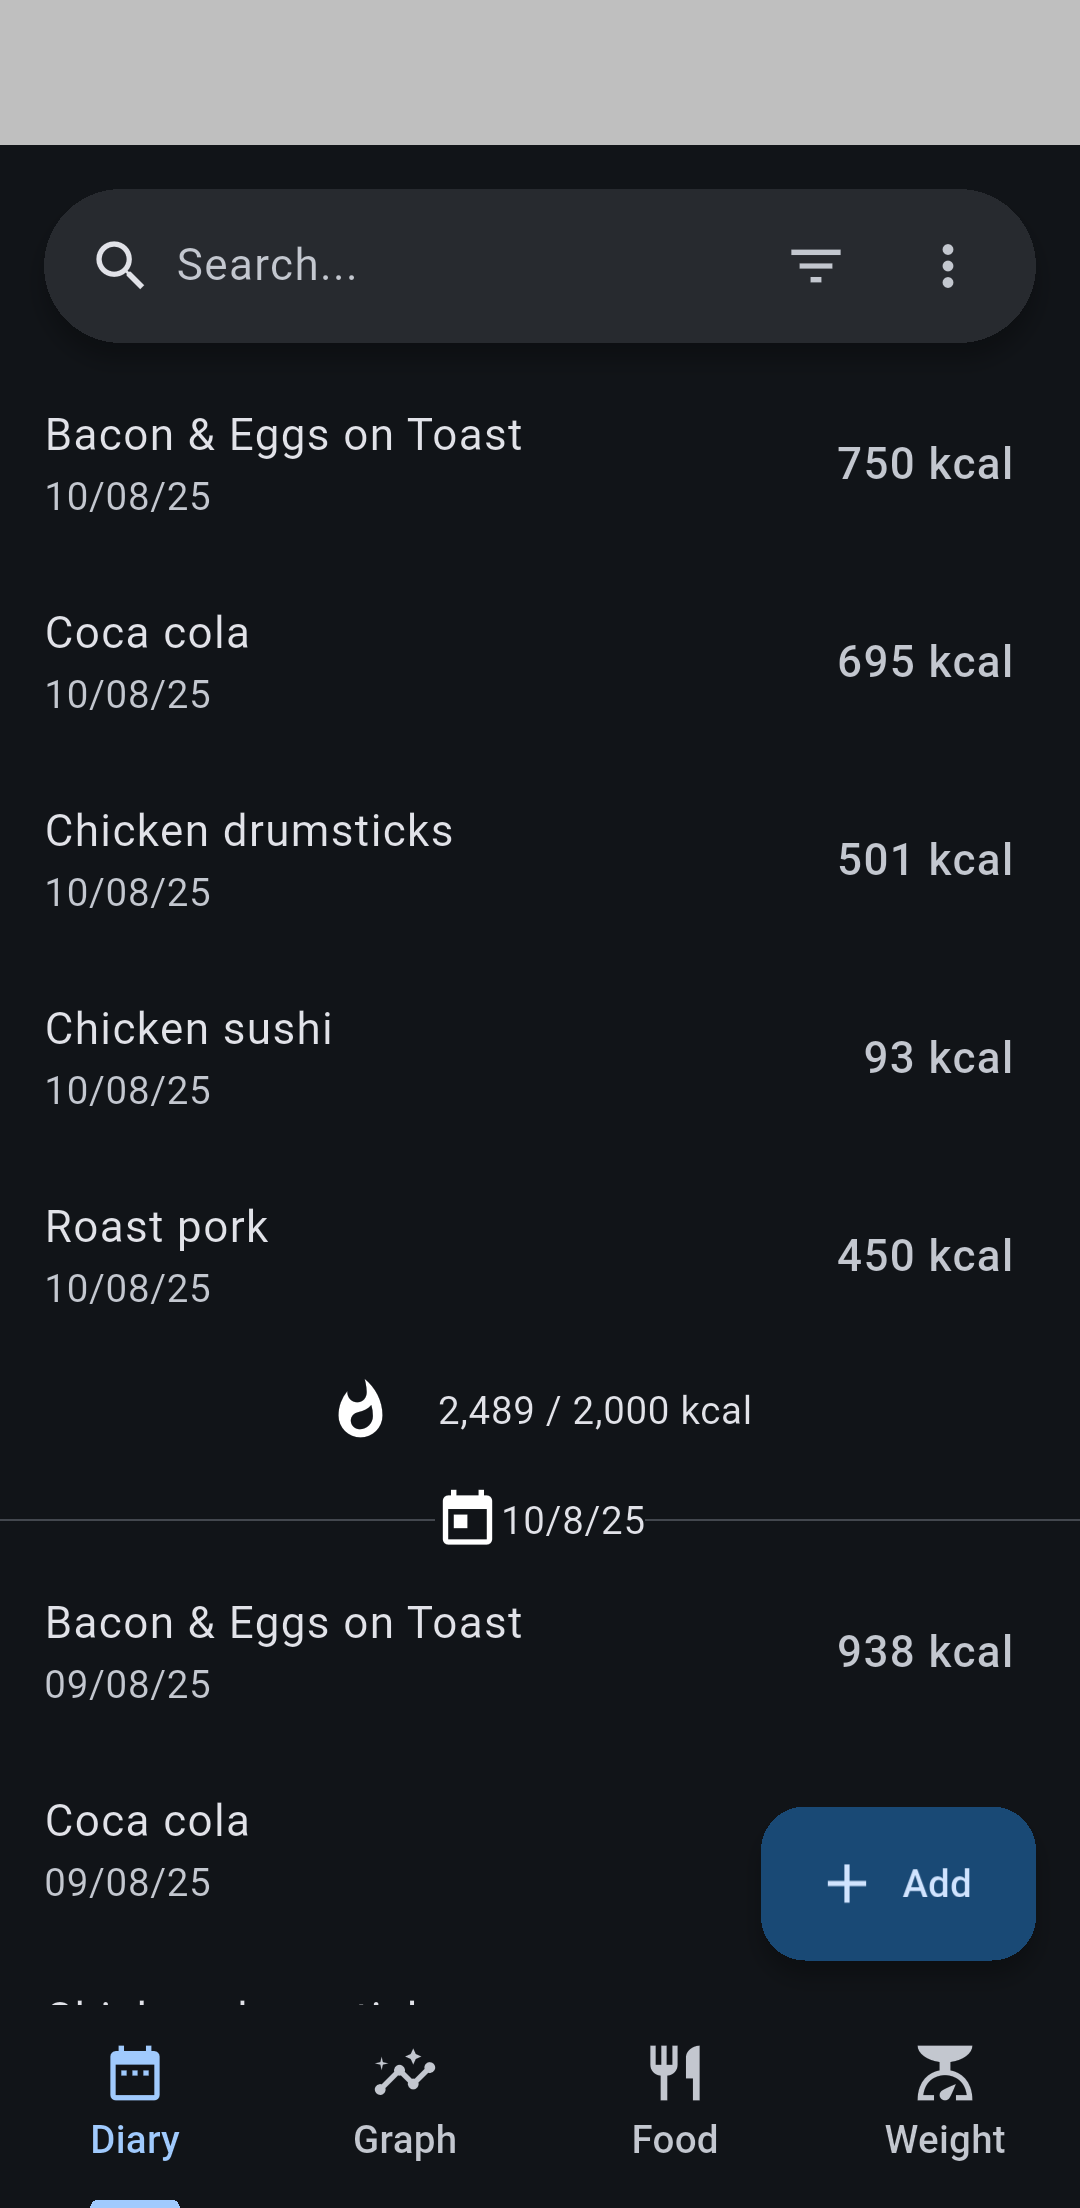 Search...
Bacon & Eggs on Toast
10/08/25
750 kcal
Coca cola
10/08/25
695 kcal
Chicken drumsticks
10/08/25
501 kcal
Chicken sushi
10/08/25
93 kcal
Roast pork
10/08/25
450 kcal
2,489 / 2,000 kcal
10/8/25
Bacon & Eggs on Toast
09/08/25
938 kcal
Coca cola
09/08/25
Add
Diary
Graph
Food
Weight